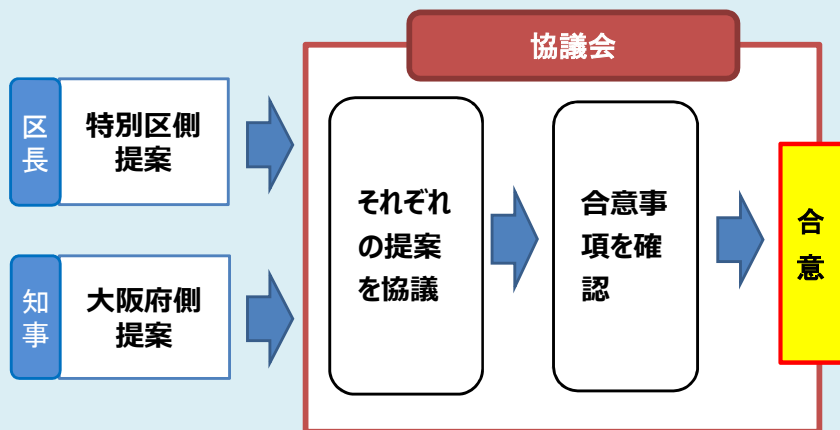 協議会
区長
特別区側
提案
知事
大阪府側
提案
それぞれ
の提案
を協議
合意事
項を確
認
合意